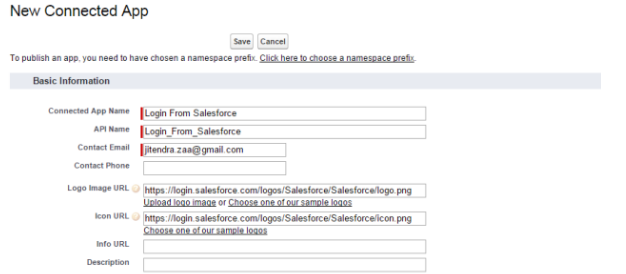 New Connected App
Save Cancel
To publish an app, you need to have chosen a namespace prefix. Click here to choose a namespace prefix.
Basic Information
Connected App Name Login From Salesforce
API Name Login_From_Salesforce
Contact Email jitendra.zaa@gmail.com
Contact Phone
Logo Image URL https://login.salesforce.com/logos/Salesforce/Salesforce/logo.png
Upload logo image or Choose one of our sample logos
Icon URL https://login.salesforce.com/logos/Salesforce/Salesforce/icon.png
Choose one of our sample logos
Info URL
Description